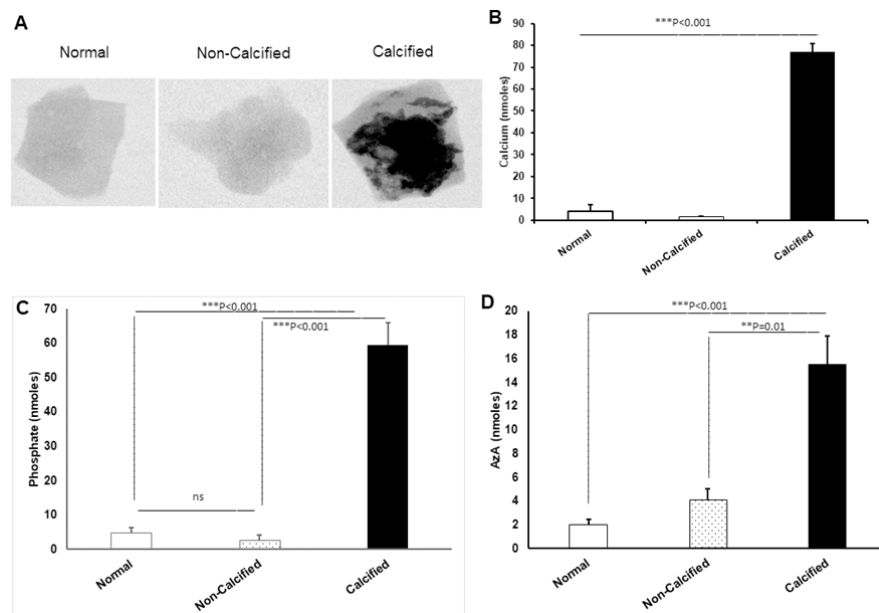 A
Normal
Non-Calcified
Calcified
B
90
80
70
60
50
40
30
20
10
0
Calcium (nmoles)
***P<0.001
Normal
Non-Calcified
Calcified
C
70
60
50
40
30
20
10
0
Phosphate (nmoles)
***P<0.001
***P<0.001
ns
Normal
Non-Calcified
Calcified
D
20
18
16
14
12
10
8
6
4
2
0
AzA (nmoles)
***P<0.001
**P=0.01
Normal
Non-Calcified
Calcified